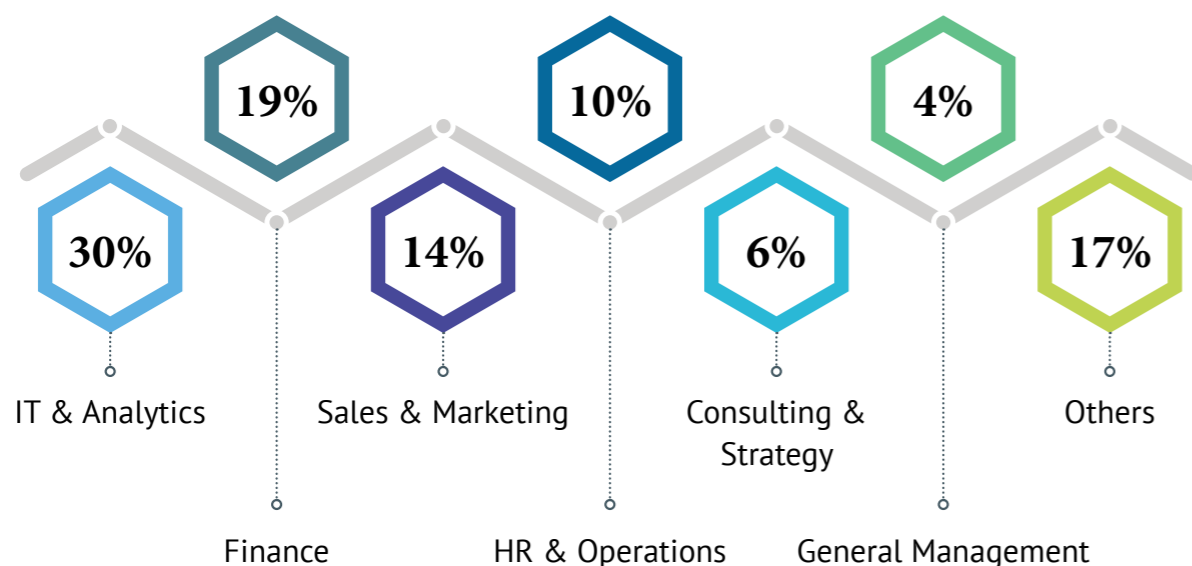 19%
10%
4%
30%
14%
6%
17%
IT & Analytics
Sales & Marketing
Consulting &
Strategy
Others
Finance
HR & Operations
General Management